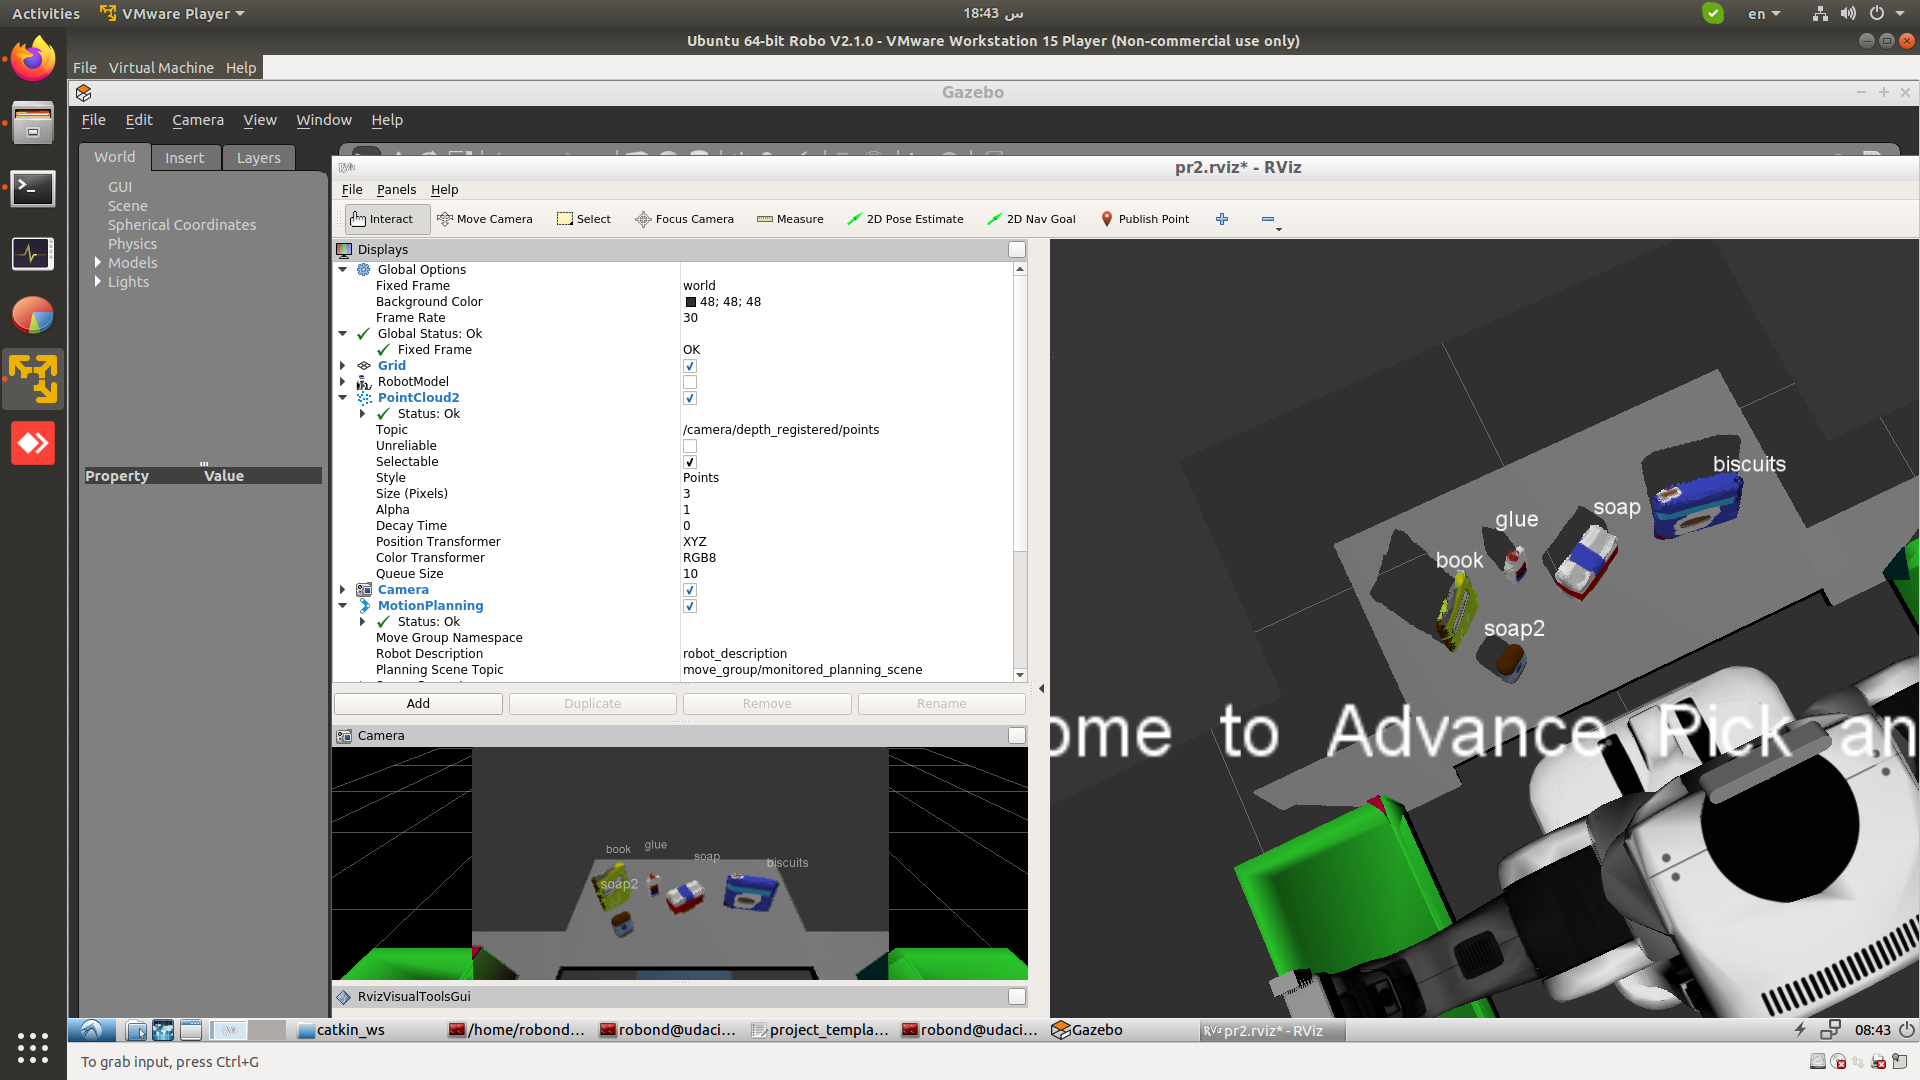 Activities VMware Player 18:43 س en
Ubuntu 64-bit Robo V2.1.0 - VMware Workstation 15 Player (Non-commercial use only)
File Virtual Machine Help
Gazebo
File Edit Camera View Window Help
World Insert Layers
GUI
Scene
Spherical Coordinates
Physics
Models
Lights
Property Value
pr2.rviz* - RViz
File Panels Help
Interact Move Camera Select Focus Camera Measure 2D Pose Estimate 2D Nav Goal Publish Point
Displays
Global Options
Fixed Frame world
Background Color 48; 48; 48
Frame Rate 30
Global Status: Ok
Fixed Frame OK
Grid
RobotModel
PointCloud2
Status: Ok
Topic /camera/depth_registered/points
Unreliable
Selectable
Style Points
Size (Pixels) 3
Alpha 1
Decay Time 0
Position Transformer XYZ
Color Transformer RGB8
Queue Size 10
Camera
MotionPlanning
Status: Ok
Move Group Namespace
Robot Description robot_description
Planning Scene Topic move_group/monitored_planning_scene
Add Duplicate Remove Rename
Camera
book glue soap biscuits
soap2
RvizVisualToolsGui
biscuits
soap
glue
book
soap2
ome to Advance Pick an
catkin_ws /home/robond... robond@udaci... project_templa... robond@udaci... Gazebo pr2.rviz* - RViz 08:43
To grab input, press Ctrl+G